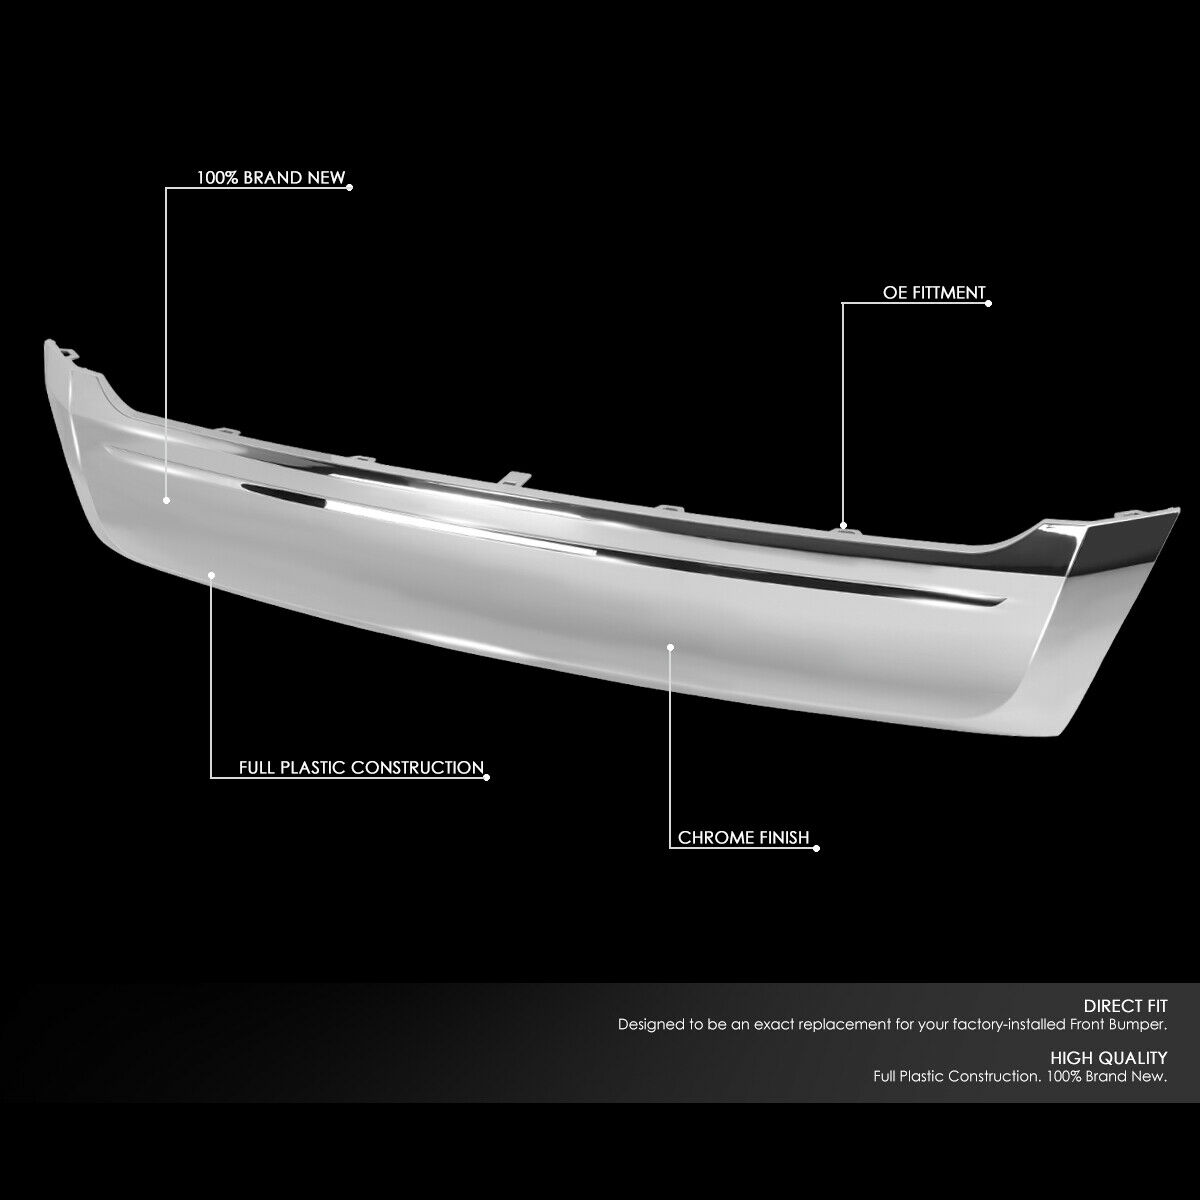 100% BRAND NEW
OE FITTMENT
FULL PLASTIC CONSTRUCTION
CHROME FINISH
DIRECT FIT
Designed to be an exact replacement for your factory-installed Front Bumper.
HIGH QUALITY
Full Plastic Construction. 100% Brand New.